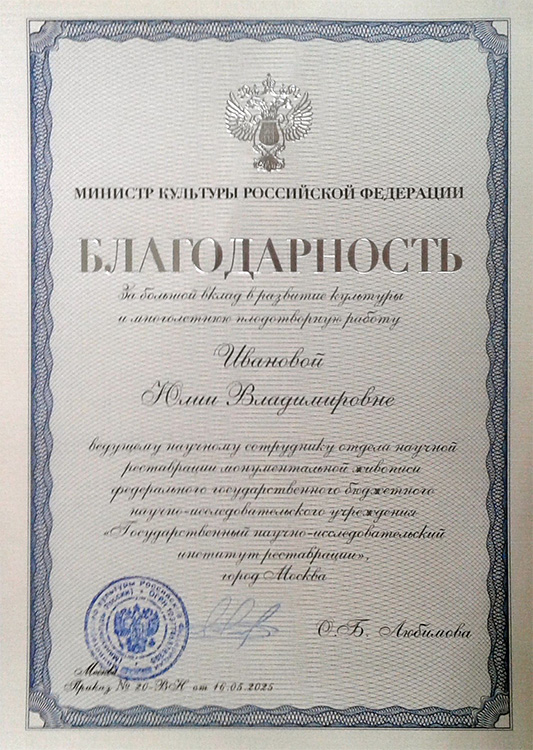 МИНИСТР КУЛЬТУРЫ РОССИЙСКОЙ ФЕДЕРАЦИИ
БЛАГОДАРНОСТЬ
За большой вклад в развитие культуры
и многолетнюю плодотворную работу
Ивановой
Юлии Владимировне
ведущему научному сотруднику отдела научной
реставрации монументальной живописи
федерального государственного бюджетного
научно-исследовательского учреждения
«Государственный научно-исследовательский
институт реставрации»,
город Москва
О.Б. Любимова
Москва
Приказ № 20-ВН от 16.05.2025